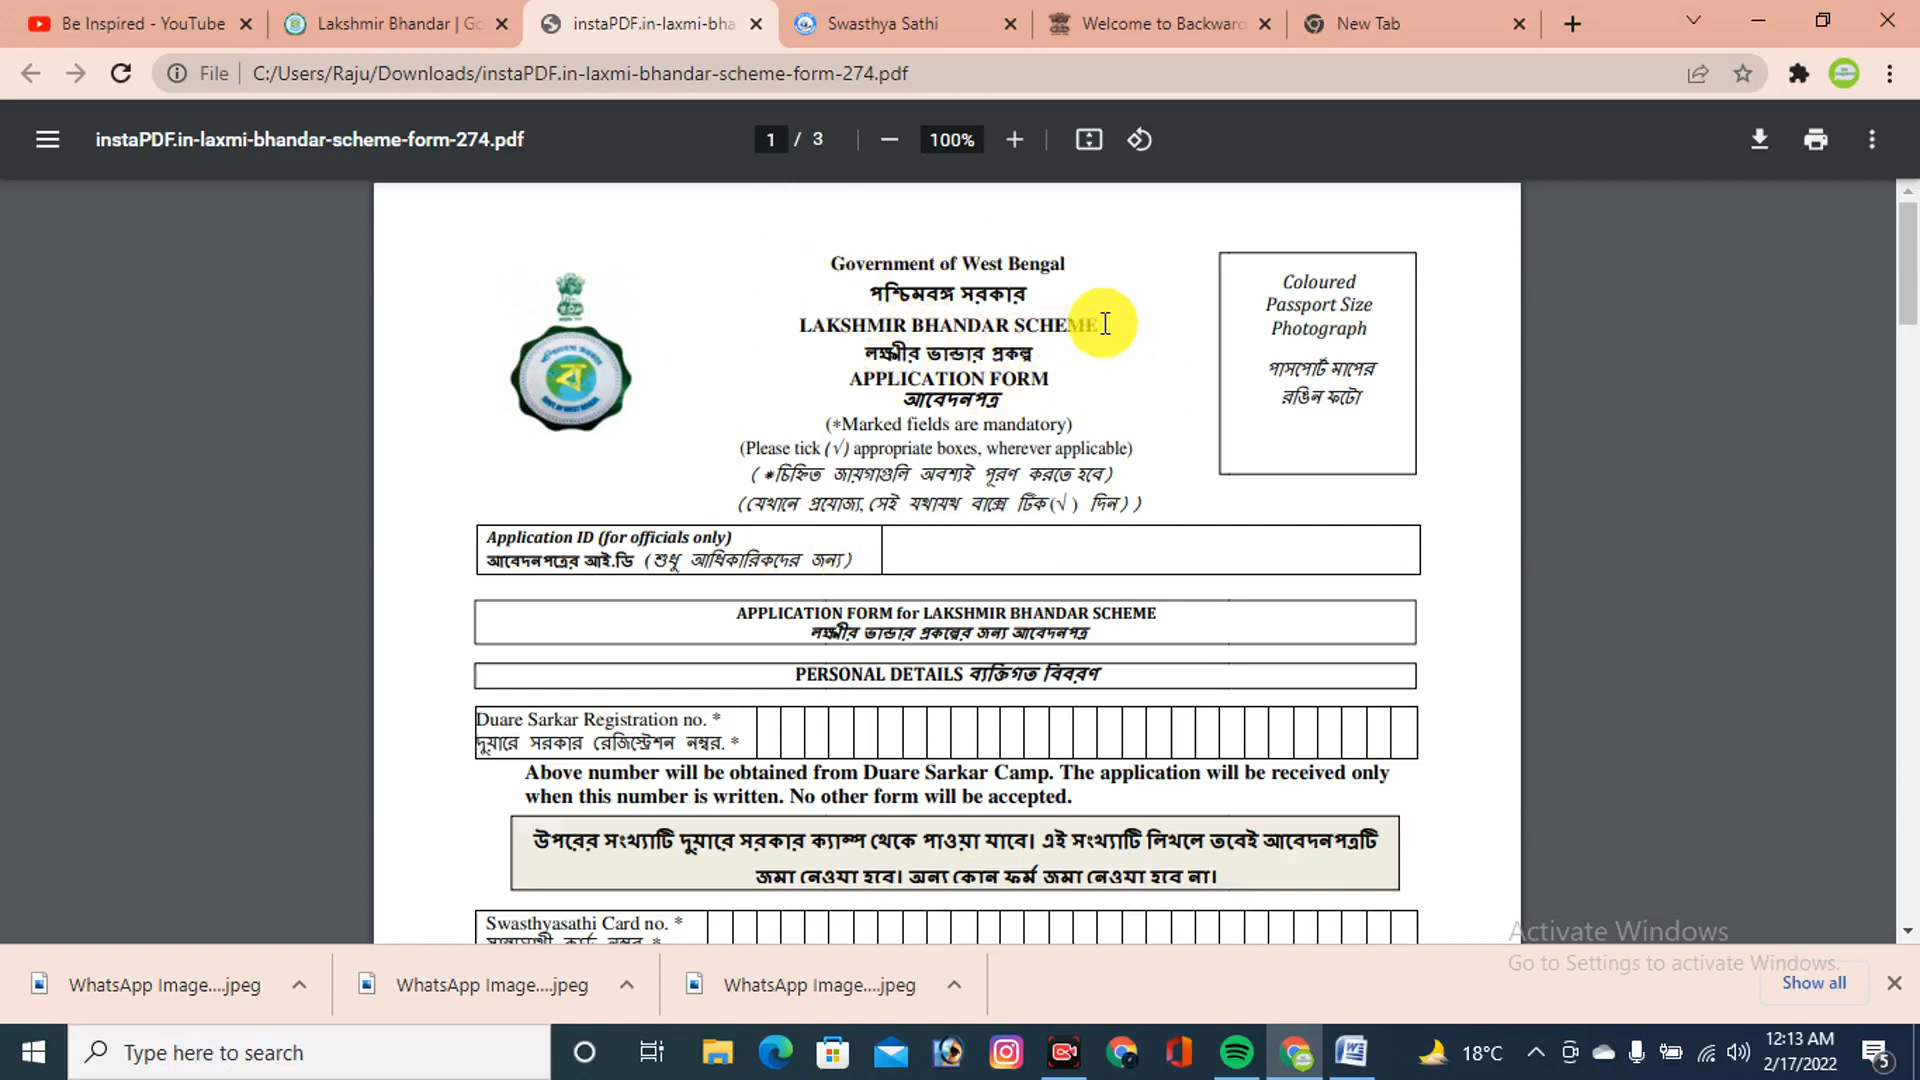 Be Inspired - YouTube
Lakshmir Bhandar | Go
instaPDF.in-laxmi-bha
Swasthya Sathi
Welcome to Backwar
New Tab
File C:/Users/Raju/Downloads/instaPDF.in-laxmi-bhandar-scheme-form-274.pdf
instaPDF.in-laxmi-bhandar-scheme-form-274.pdf
1 / 3
100%
Government of West Bengal
পশ্চিমবঙ্গ সরকার
LAKSHMIR BHANDAR SCHEME
লক্ষ্মীর ভান্ডার প্রকল্প
APPLICATION FORM
আবেদনপত্র
(*Marked fields are mandatory)
(Please tick (√) appropriate boxes, wherever applicable)
( *চিহ্নিত জায়গাগুলি অবশ্যই পূরণ করতে হবে)
(যেখানে প্রযোজ্য, সেই যথাযথ বাক্সে টিক(√ ) দিন) )
Coloured
Passport Size
Photograph
পাসপোর্ট মাপের
রঙিন ফটো
Application ID (for officials only)
আবেদনপত্রের আই.ডি (শুধু আধিকারিকদের জন্য)
APPLICATION FORM for LAKSHMIR BHANDAR SCHEME
লক্ষ্মীর ভান্ডার প্রকল্পের জন্য আবেদনপত্র
PERSONAL DETAILS ব্যক্তিগত বিবরণ
Duare Sarkar Registration no. *
দুয়ারে সরকার রেজিস্ট্রেশন নম্বর. *
Above number will be obtained from Duare Sarkar Camp. The application will be received only
when this number is written. No other form will be accepted.
উপরের সংখ্যাটি দুয়ারে সরকার ক্যাম্প থেকে পাওয়া যাবে। এই সংখ্যাটি লিখলে তবেই আবেদনপত্রটি
জমা নেওয়া হবে। অন্য কোন ফর্ম জমা নেওয়া হবে না।
Swasthyasathi Card no. *
Activate Windows
Go to Settings to activate Windows.
WhatsApp Image....jpeg
WhatsApp Image....jpeg
WhatsApp Image....jpeg
Show all
Type here to search
18°C
12:13 AM
2/17/2022
5